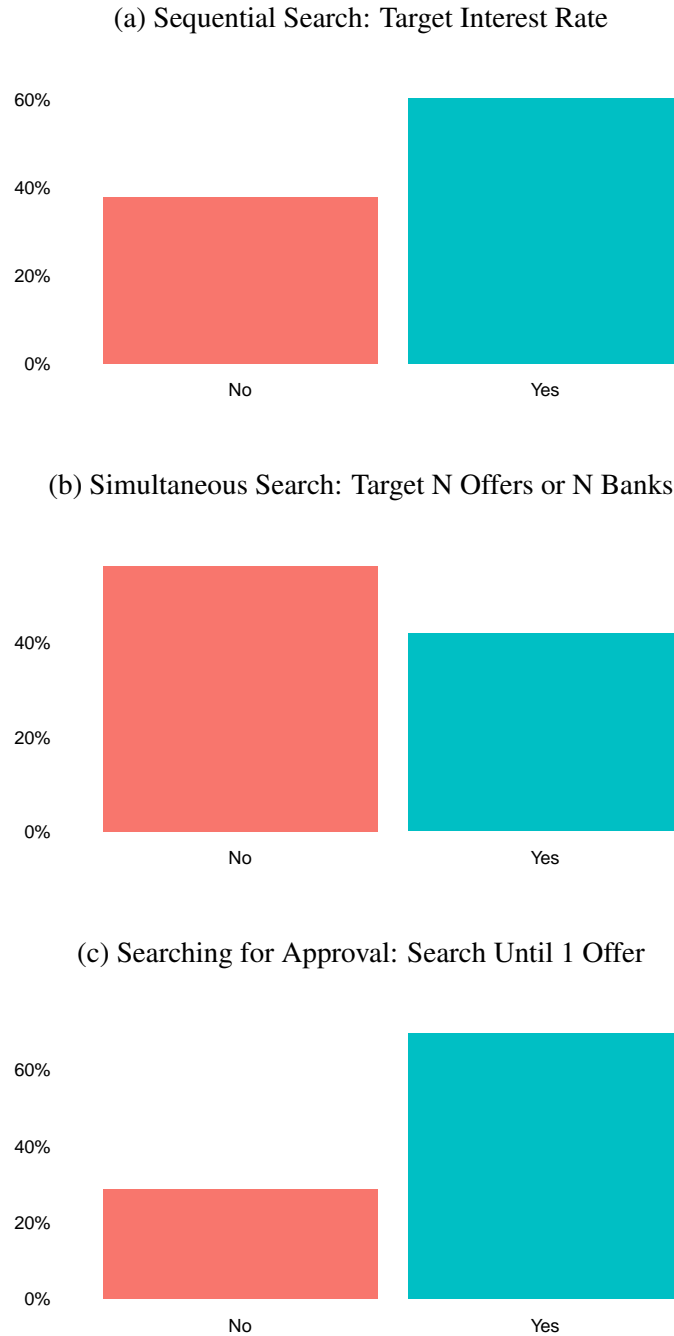 (a) Sequential Search: Target Interest Rate
60%
40%
20%
0%
No Yes
(b) Simultaneous Search: Target N Offers or N Banks
40%
20%
0%
No Yes
(c) Searching for Approval: Search Until 1 Offer
60%
40%
20%
0%
No Yes